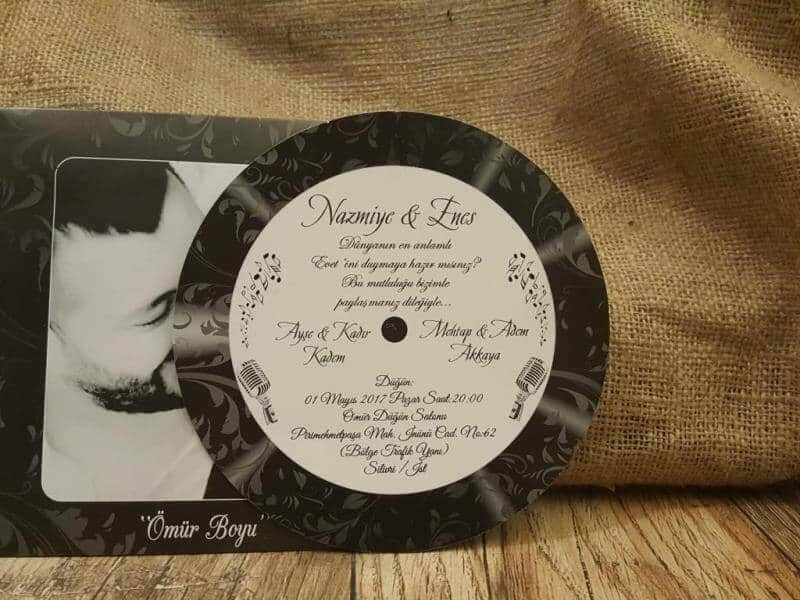 Nazmiye & Enes
Dünyanın en anlamlı
Evet 'ini duymaya hazır mısınız?
Bu mutluluğu bizimle
paylaşmanız dileğiyle...
Ayşe & Kadir
Kadem
Mehtap & Adem
Akkaya
Düğün:
01 Mayıs 2017 Pazar Saat:20:00
Ömür Düğün Salonu
Pirimehmetpaşa Mah. İnönü Cad. No:62
(Bölge Trafik Yanı)
Silivri / İst
"Ömür Boyu"